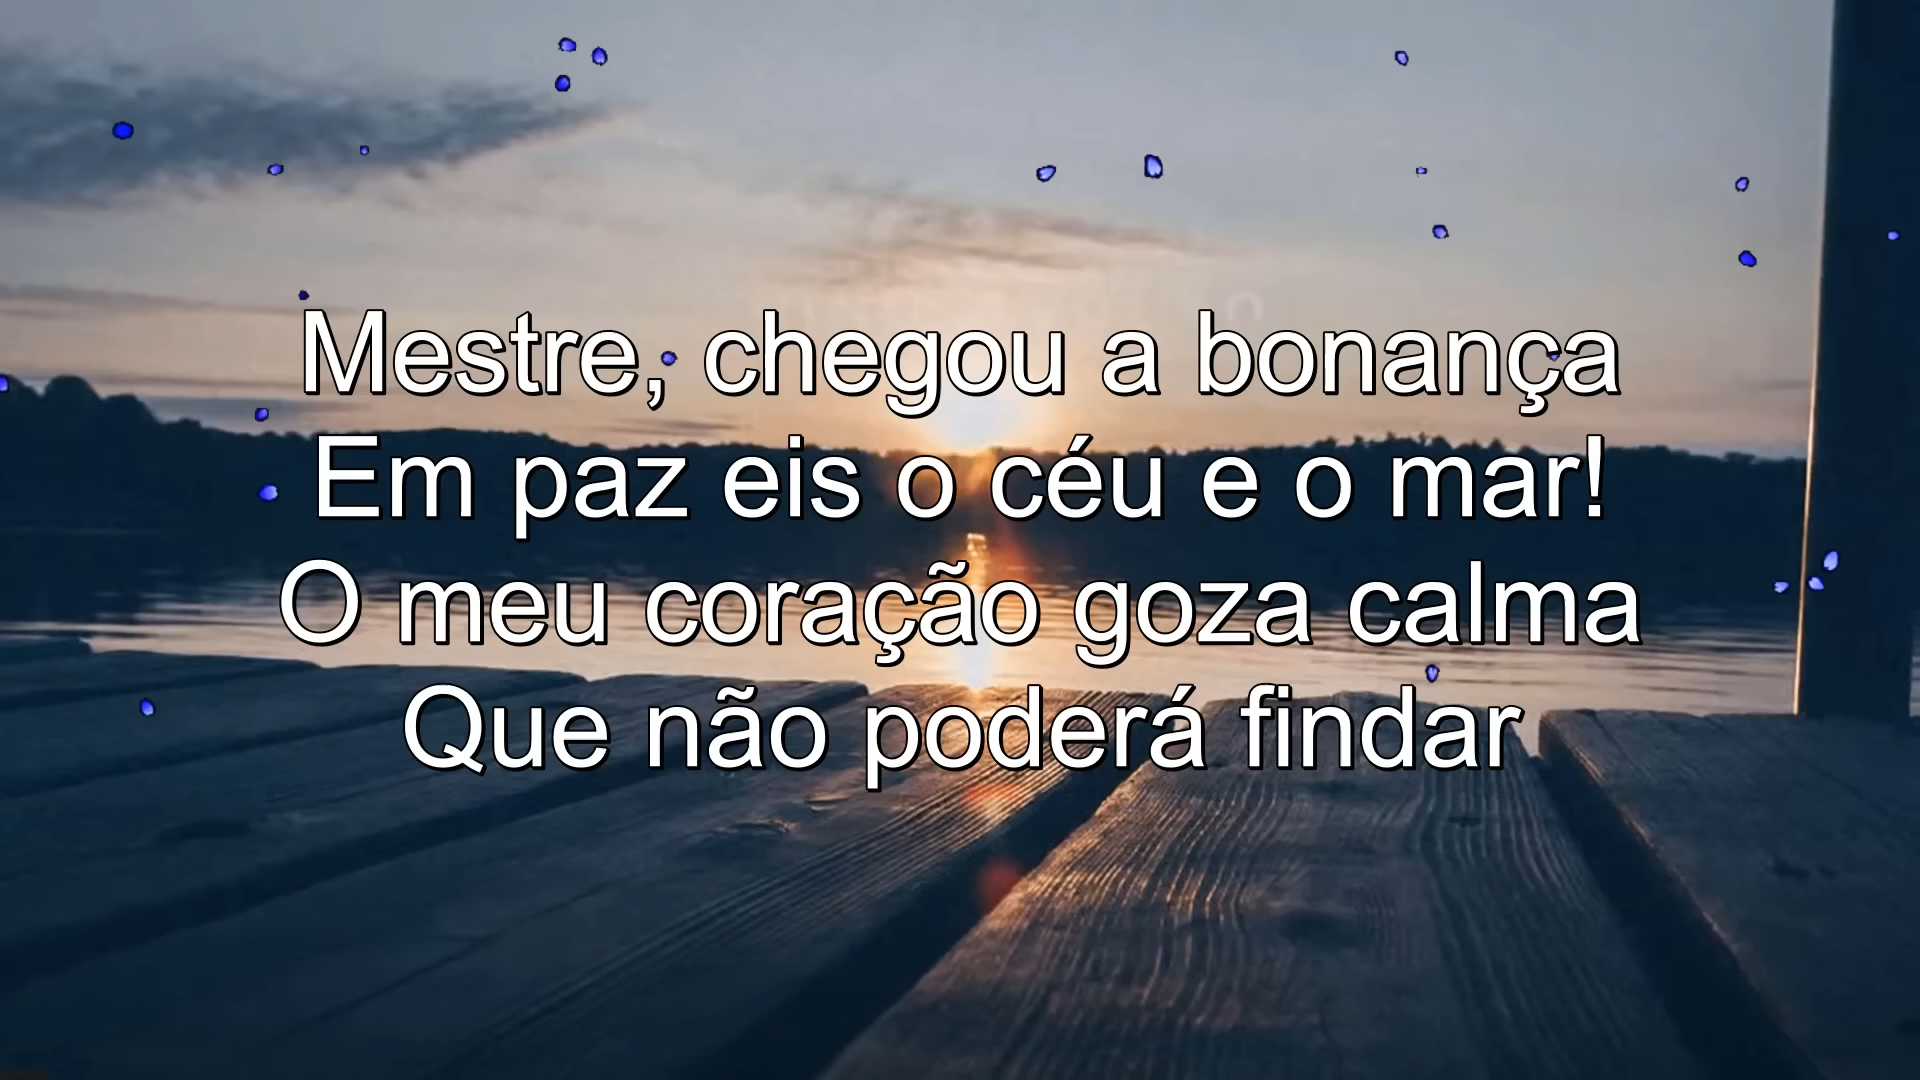 Mestre, chegou a bonança
Em paz eis o céu e o mar!
O meu coração goza calma
Que não poderá findar